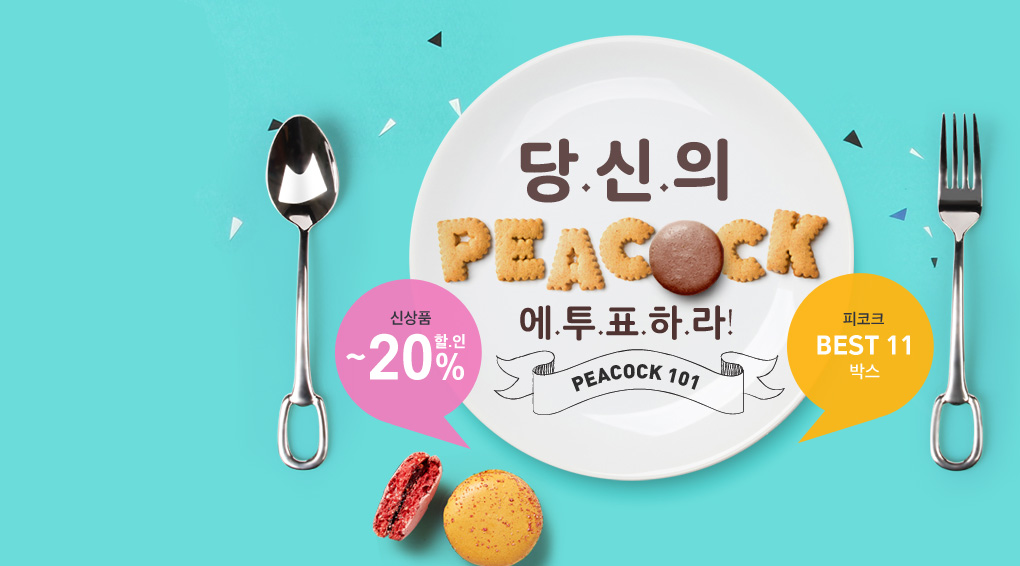 당.신.의
PEACOCK
에.투.표.하.라!
PEACOCK 101
신상품
~20%
할.인
피코크
BEST 11
박스